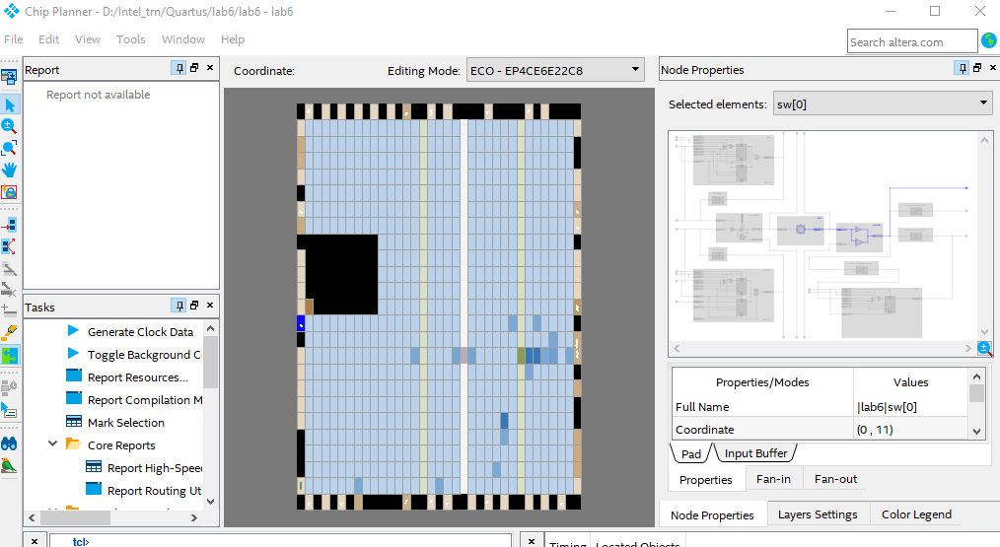 Chip Planner - D:/Intel_trn/Quartus/lab6/lab6 - lab6
File Edit View Tools Window Help
Search altera.com
Report
Report not available
Coordinate:
Editing Mode: ECO - EP4CE6E22C8
Node Properties
Selected elements: sw[0]
Tasks
Generate Clock Data
Toggle Background C
Report Resources...
Report Compilation M
Mark Selection
Core Reports
Report High-Speed
Report Routing Ut
Properties/Modes Values
Full Name |lab6|sw[0]
Coordinate (0 , 11)
Pad Input Buffer
Properties Fan-in Fan-out
Node Properties Layers Settings Color Legend
tcl>
Timing Located Objects